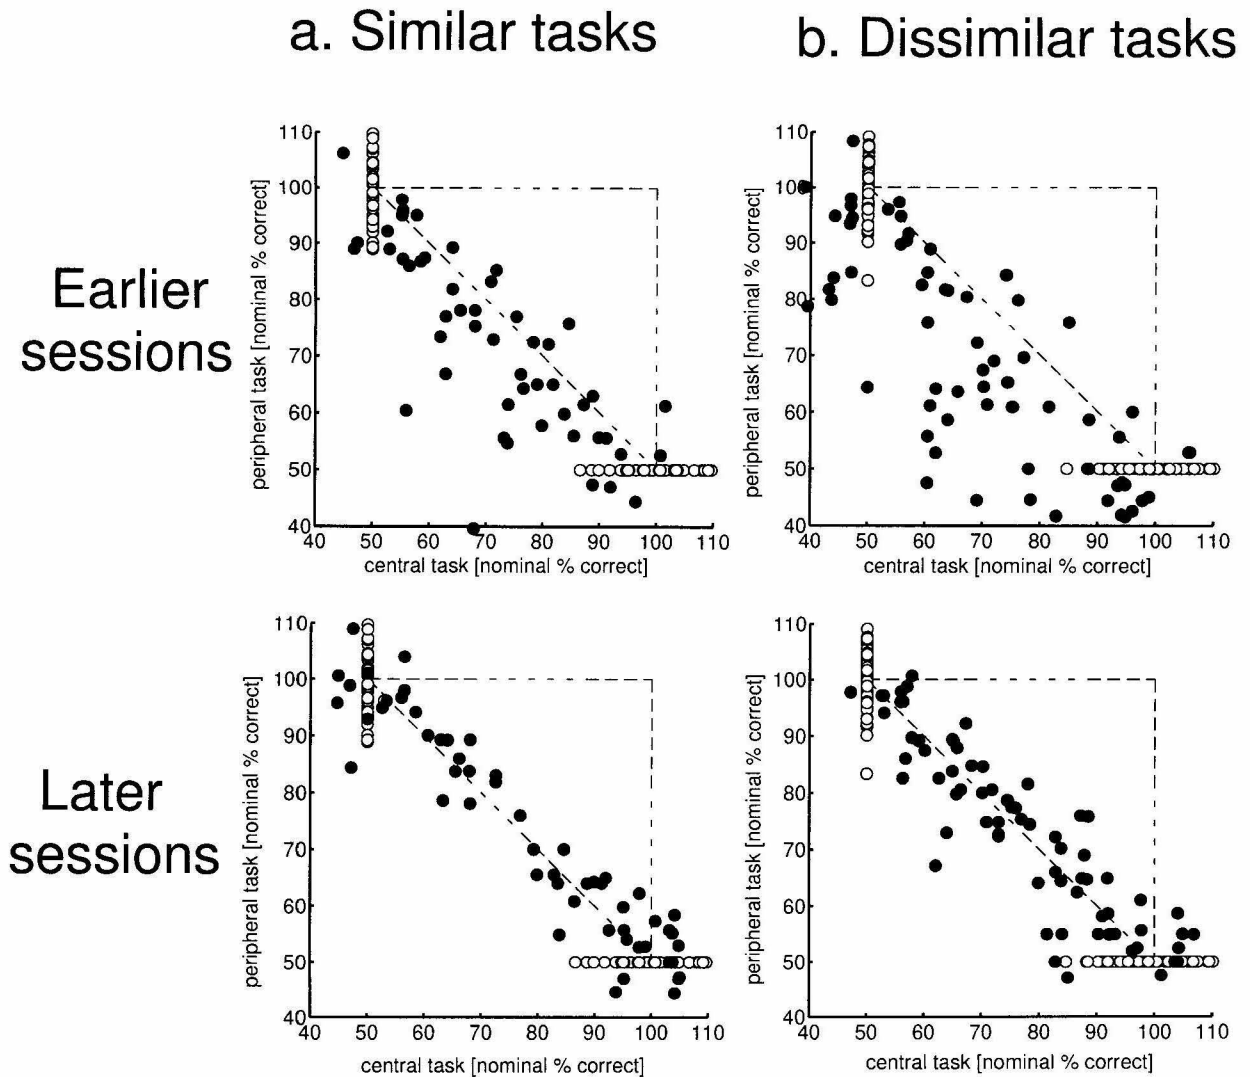 a. Similar tasks
b. Dissimilar tasks
Earlier
sessions
peripheral task [nominal % correct]
110
100
90
80
70
60
50
40
40 50 60 70 80 90 100 110
central task [nominal % correct]
peripheral task [nominal % correct]
110
100
90
80
70
60
50
40
40 50 60 70 80 90 100 110
central task [nominal % correct]
Later
sessions
peripheral task [nominal % correct]
110
100
90
80
70
60
50
40
40 50 60 70 80 90 100 110
central task [nominal % correct]
peripheral task [nominal % correct]
110
100
90
80
70
60
50
40
40 50 60 70 80 90 100 110
central task [nominal % correct]